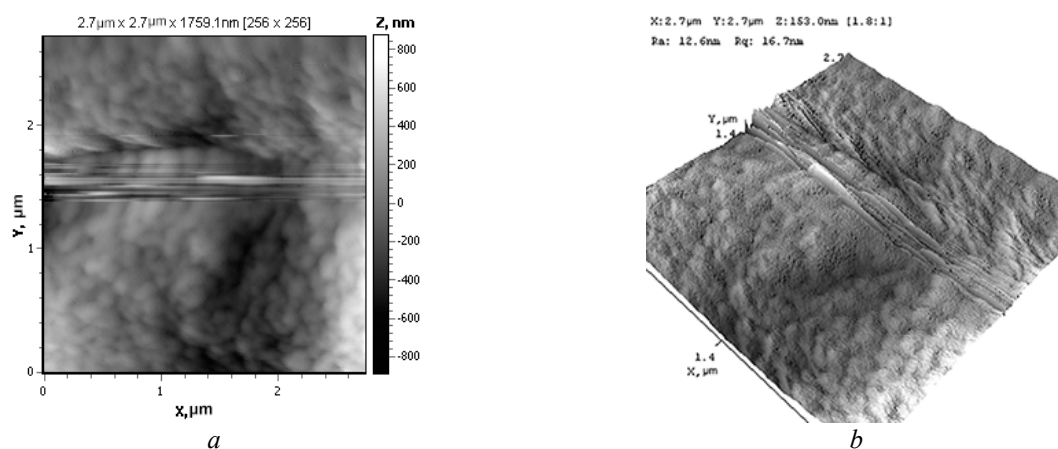 2.7µm x 2.7µm x 1759.1nm [256 x 256]
Z, nm
800
600
400
200
0
-200
-400
-600
-800
Y, µm
2
1
0
0 1 2
X,µm
a
X:2.7µm Y:2.7µm Z:153.0nm [1.8:1]
Ra: 12.6nm Rq: 16.7nm
2.7
Y,µm
1.4
1.4
X,µm
b